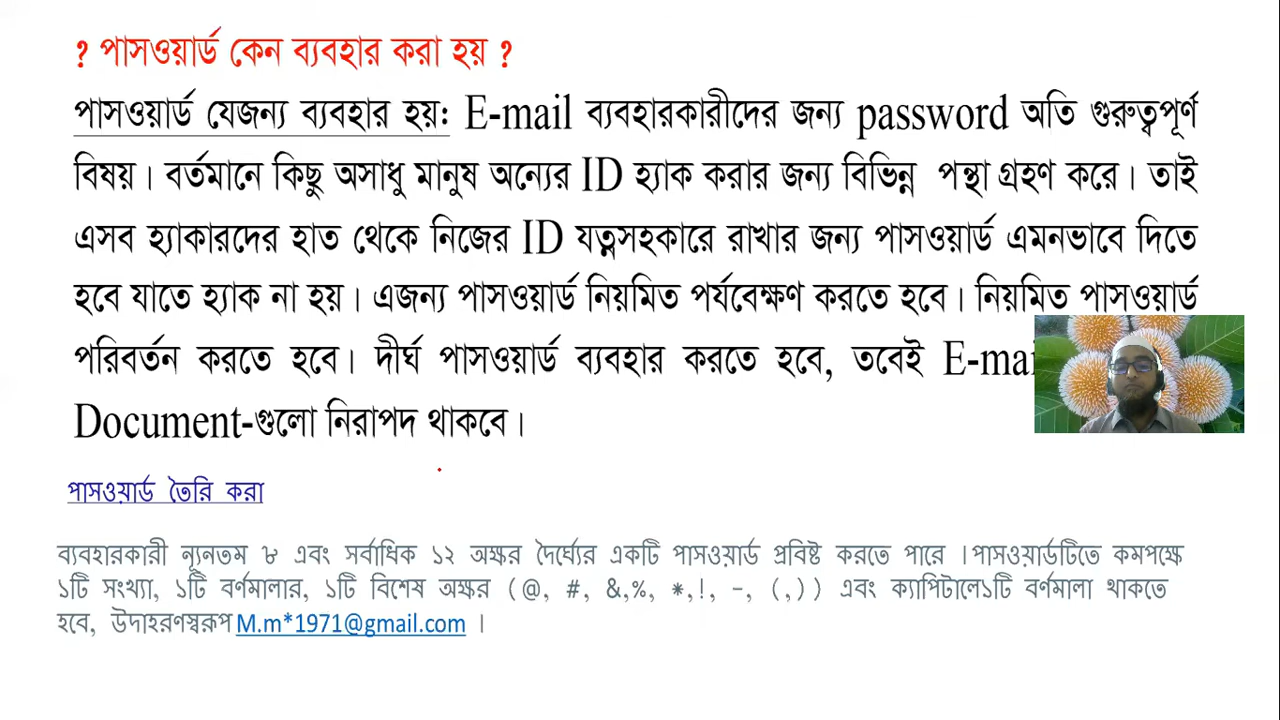 ? পাসওয়ার্ড কেন ব্যবহার করা হয় ?
পাসওয়ার্ড যেজন্য ব্যবহার হয়ঃ E-mail ব্যবহারকারীদের জন্য password অতি গুরুত্বপূর্ণ
বিষয়। বর্তমানে কিছু অসাধু মানুষ অন্যের ID হ্যাক করার জন্য বিভিন্ন পন্থা গ্রহণ করে। তাই
এসব হ্যাকারদের হাত থেকে নিজের ID যত্নসহকারে রাখার জন্য পাসওয়ার্ড এমনভাবে দিতে
হবে যাতে হ্যাক না হয়। এজন্য পাসওয়ার্ড নিয়মিত পর্যবেক্ষণ করতে হবে। নিয়মিত পাসওয়ার্ড
পরিবর্তন করতে হবে। দীর্ঘ পাসওয়ার্ড ব্যবহার করতে হবে, তবেই E-mai
Document-গুলো নিরাপদ থাকবে।
পাসওয়ার্ড তৈরি করা
ব্যবহারকারী ন্যূনতম ৮ এবং সর্বাধিক ১২ অক্ষর দৈর্ঘ্যের একটি পাসওয়ার্ড প্রবিষ্ট করতে পারে ।পাসওয়ার্ডটিতে কমপক্ষে
১টি সংখ্যা, ১টি বর্ণমালার, ১টি বিশেষ অক্ষর (@, #, &,%, *,!, -, (,)) এবং ক্যাপিটালে১টি বর্ণমালা থাকতে
হবে, উদাহরণস্বরূপ M.m*1971@gmail.com ।